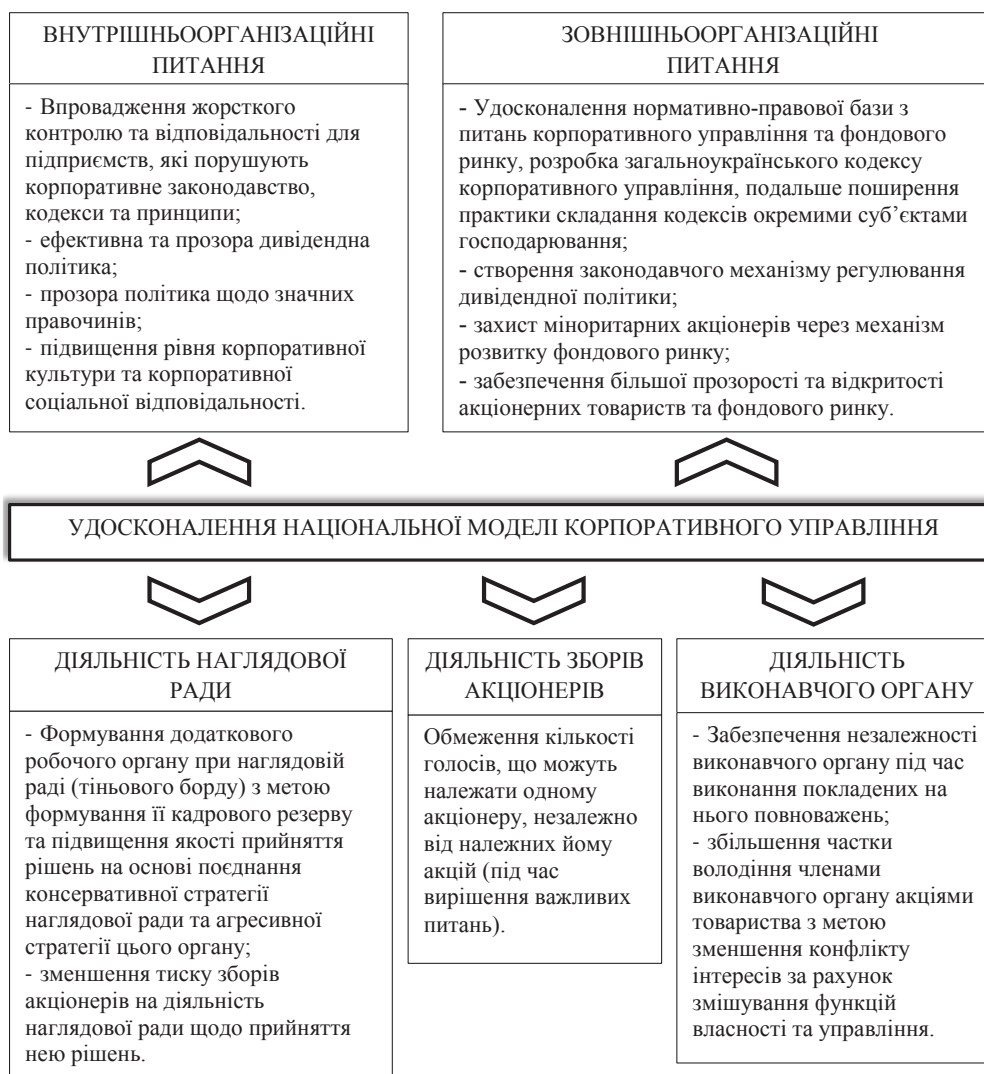 ВНУТРІШНЬООРГАНІЗАЦІЙНІ
ПИТАННЯ
- Впровадження жорсткого
контролю та відповідальності для
підприємств, які порушують
корпоративне законодавство,
кодекси та принципи;
- ефективна та прозора дивідендна
політика;
- прозора політика щодо значних
правочинів;
- підвищення рівня корпоративної
культури та корпоративної
соціальної відповідальності.
ЗОВНІШНЬООРГАНІЗАЦІЙНІ
ПИТАННЯ
- Удосконалення нормативно-правової бази з
питань корпоративного управління та фондового
ринку, розробка загальноукраїнського кодексу
корпоративного управління, подальше поширення
практики складання кодексів окремими суб’єктами
господарювання;
- створення законодавчого механізму регулювання
дивідендної політики;
- захист міноритарних акціонерів через механізм
розвитку фондового ринку;
- забезпечення більшої прозорості та відкритості
акціонерних товариств та фондового ринку.
УДОСКОНАЛЕННЯ НАЦІОНАЛЬНОЇ МОДЕЛІ КОРПОРАТИВНОГО УПРАВЛІННЯ
ДІЯЛЬНІСТЬ НАГЛЯДОВОЇ
РАДИ
- Формування додаткового
робочого органу при наглядовій
раді (тіньового борду) з метою
формування її кадрового резерву
та підвищення якості прийняття
рішень на основі поєднання
консервативної стратегії
наглядової ради та агресивної
стратегії цього органу;
- зменшення тиску зборів
акціонерів на діяльність
наглядової ради щодо прийняття
нею рішень.
ДІЯЛЬНІСТЬ ЗБОРІВ
АКЦІОНЕРІВ
Обмеження кількості
голосів, що можуть
належати одному
акціонеру, незалежно
від належних йому
акцій (під час
вирішення важливих
питань).
ДІЯЛЬНІСТЬ
ВИКОНАВЧОГО ОРГАНУ
- Забезпечення незалежності
виконавчого органу під час
виконання покладених на
нього повноважень;
- збільшення частки
володіння членами
виконавчого органу акціями
товариства з метою
зменшення конфлікту
інтересів за рахунок
змішування функцій
власності та управління.